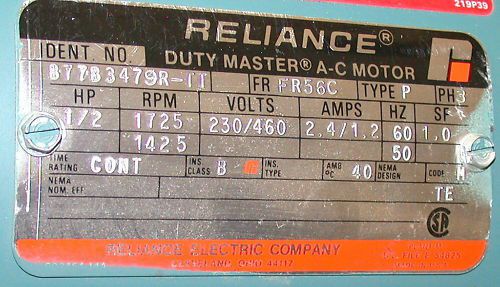 219P39
RELIANCE®
DUTY MASTER® A-C MOTOR
IDENT. NO. B77B3479R-IT FR FR56C TYPE P PH 3
HP RPM VOLTS AMPS HZ SF
1/2 1725 230/460 2.4/1.2 60 1.0
1425 50
TIME RATING CONT INS. CLASS B INS. TYPE AMB °C 40 NEMA DESIGN CODE M
NEMA NOM. EFF. TE
SA
RELIANCE ELECTRIC COMPANY
CLEVELAND, OHIO 44117